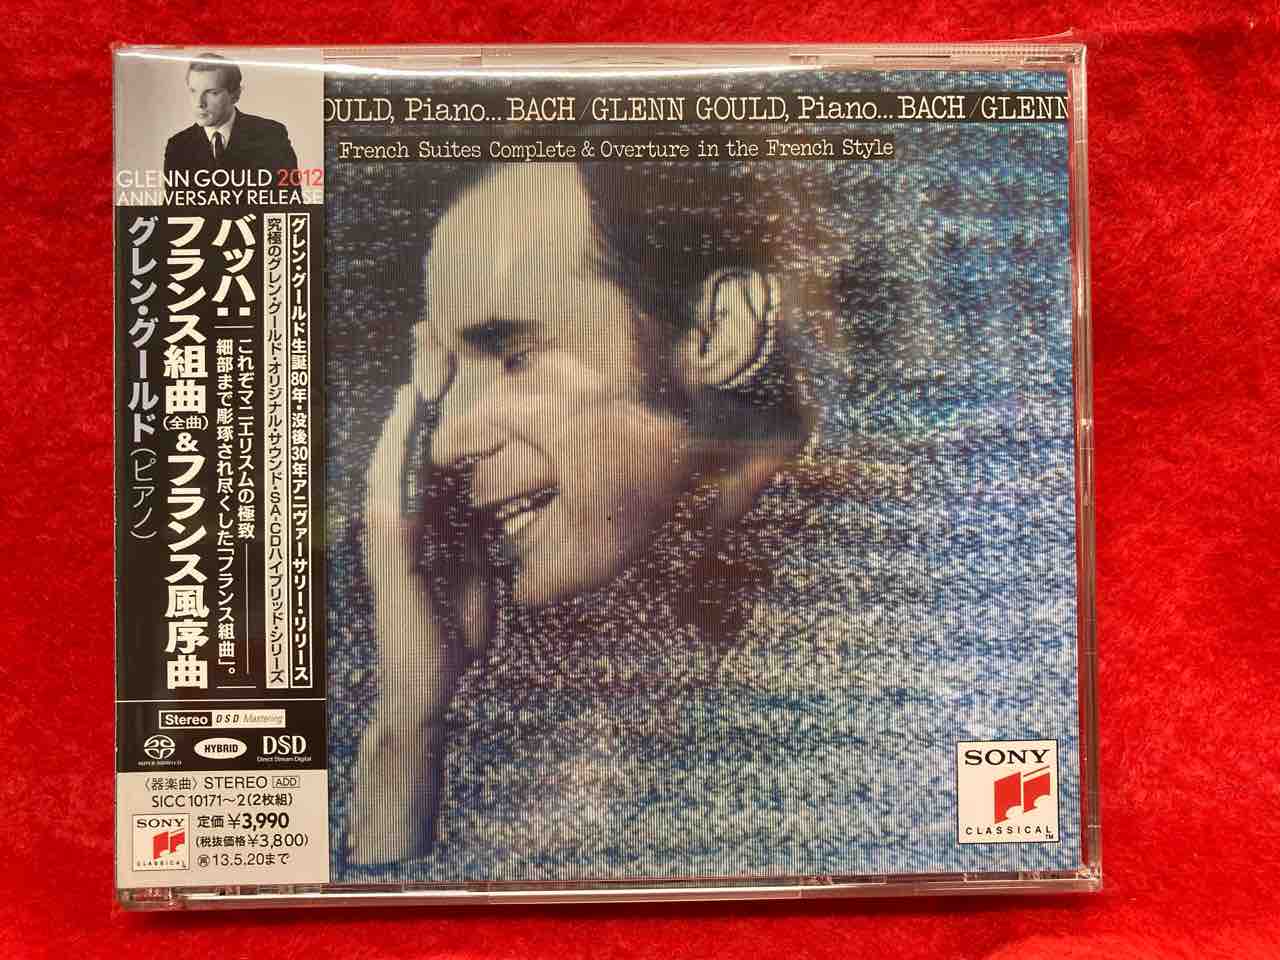 GLENN GOULD 2012
ANNIVERSARY RELEASE
グレン・グールド生誕80年・没後30年アニヴァーサリー・リリース
究極のグレン・グールド・オリジナル・サウンド・SA-CDハイブリッド・シリーズ
バッハ:
これぞマニエリスムの極致
細部まで彫琢され尽くした「フランス組曲」。
フランス組曲(全曲)&フランス風序曲
グレン・グールド(ピアノ)
Stereo DSD Mastering
SUPER AUDIO CD HYBRID DSD
Direct Stream Digital
〈器楽曲〉 STEREO ADD
SICC 10171~2(2枚組)
SONY
CLASSICAL
定価¥3,990
(税抜価格¥3,800)
13.5.20まで
OULD, Piano... BACH/GLENN GOULD, Piano... BACH/GLENN
French Suites Complete & Overture in the French Style
SONY
CLASSICAL™